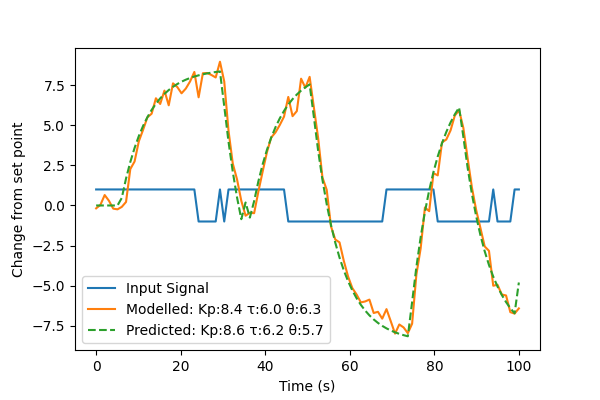 7.5
5.0
2.5
0.0
−2.5
−5.0
−7.5
Change from set point
Input Signal
Modelled: Kp:8.4 τ:6.0 θ:6.3
Predicted: Kp:8.6 τ:6.2 θ:5.7
0 20 40 60 80 100
Time (s)